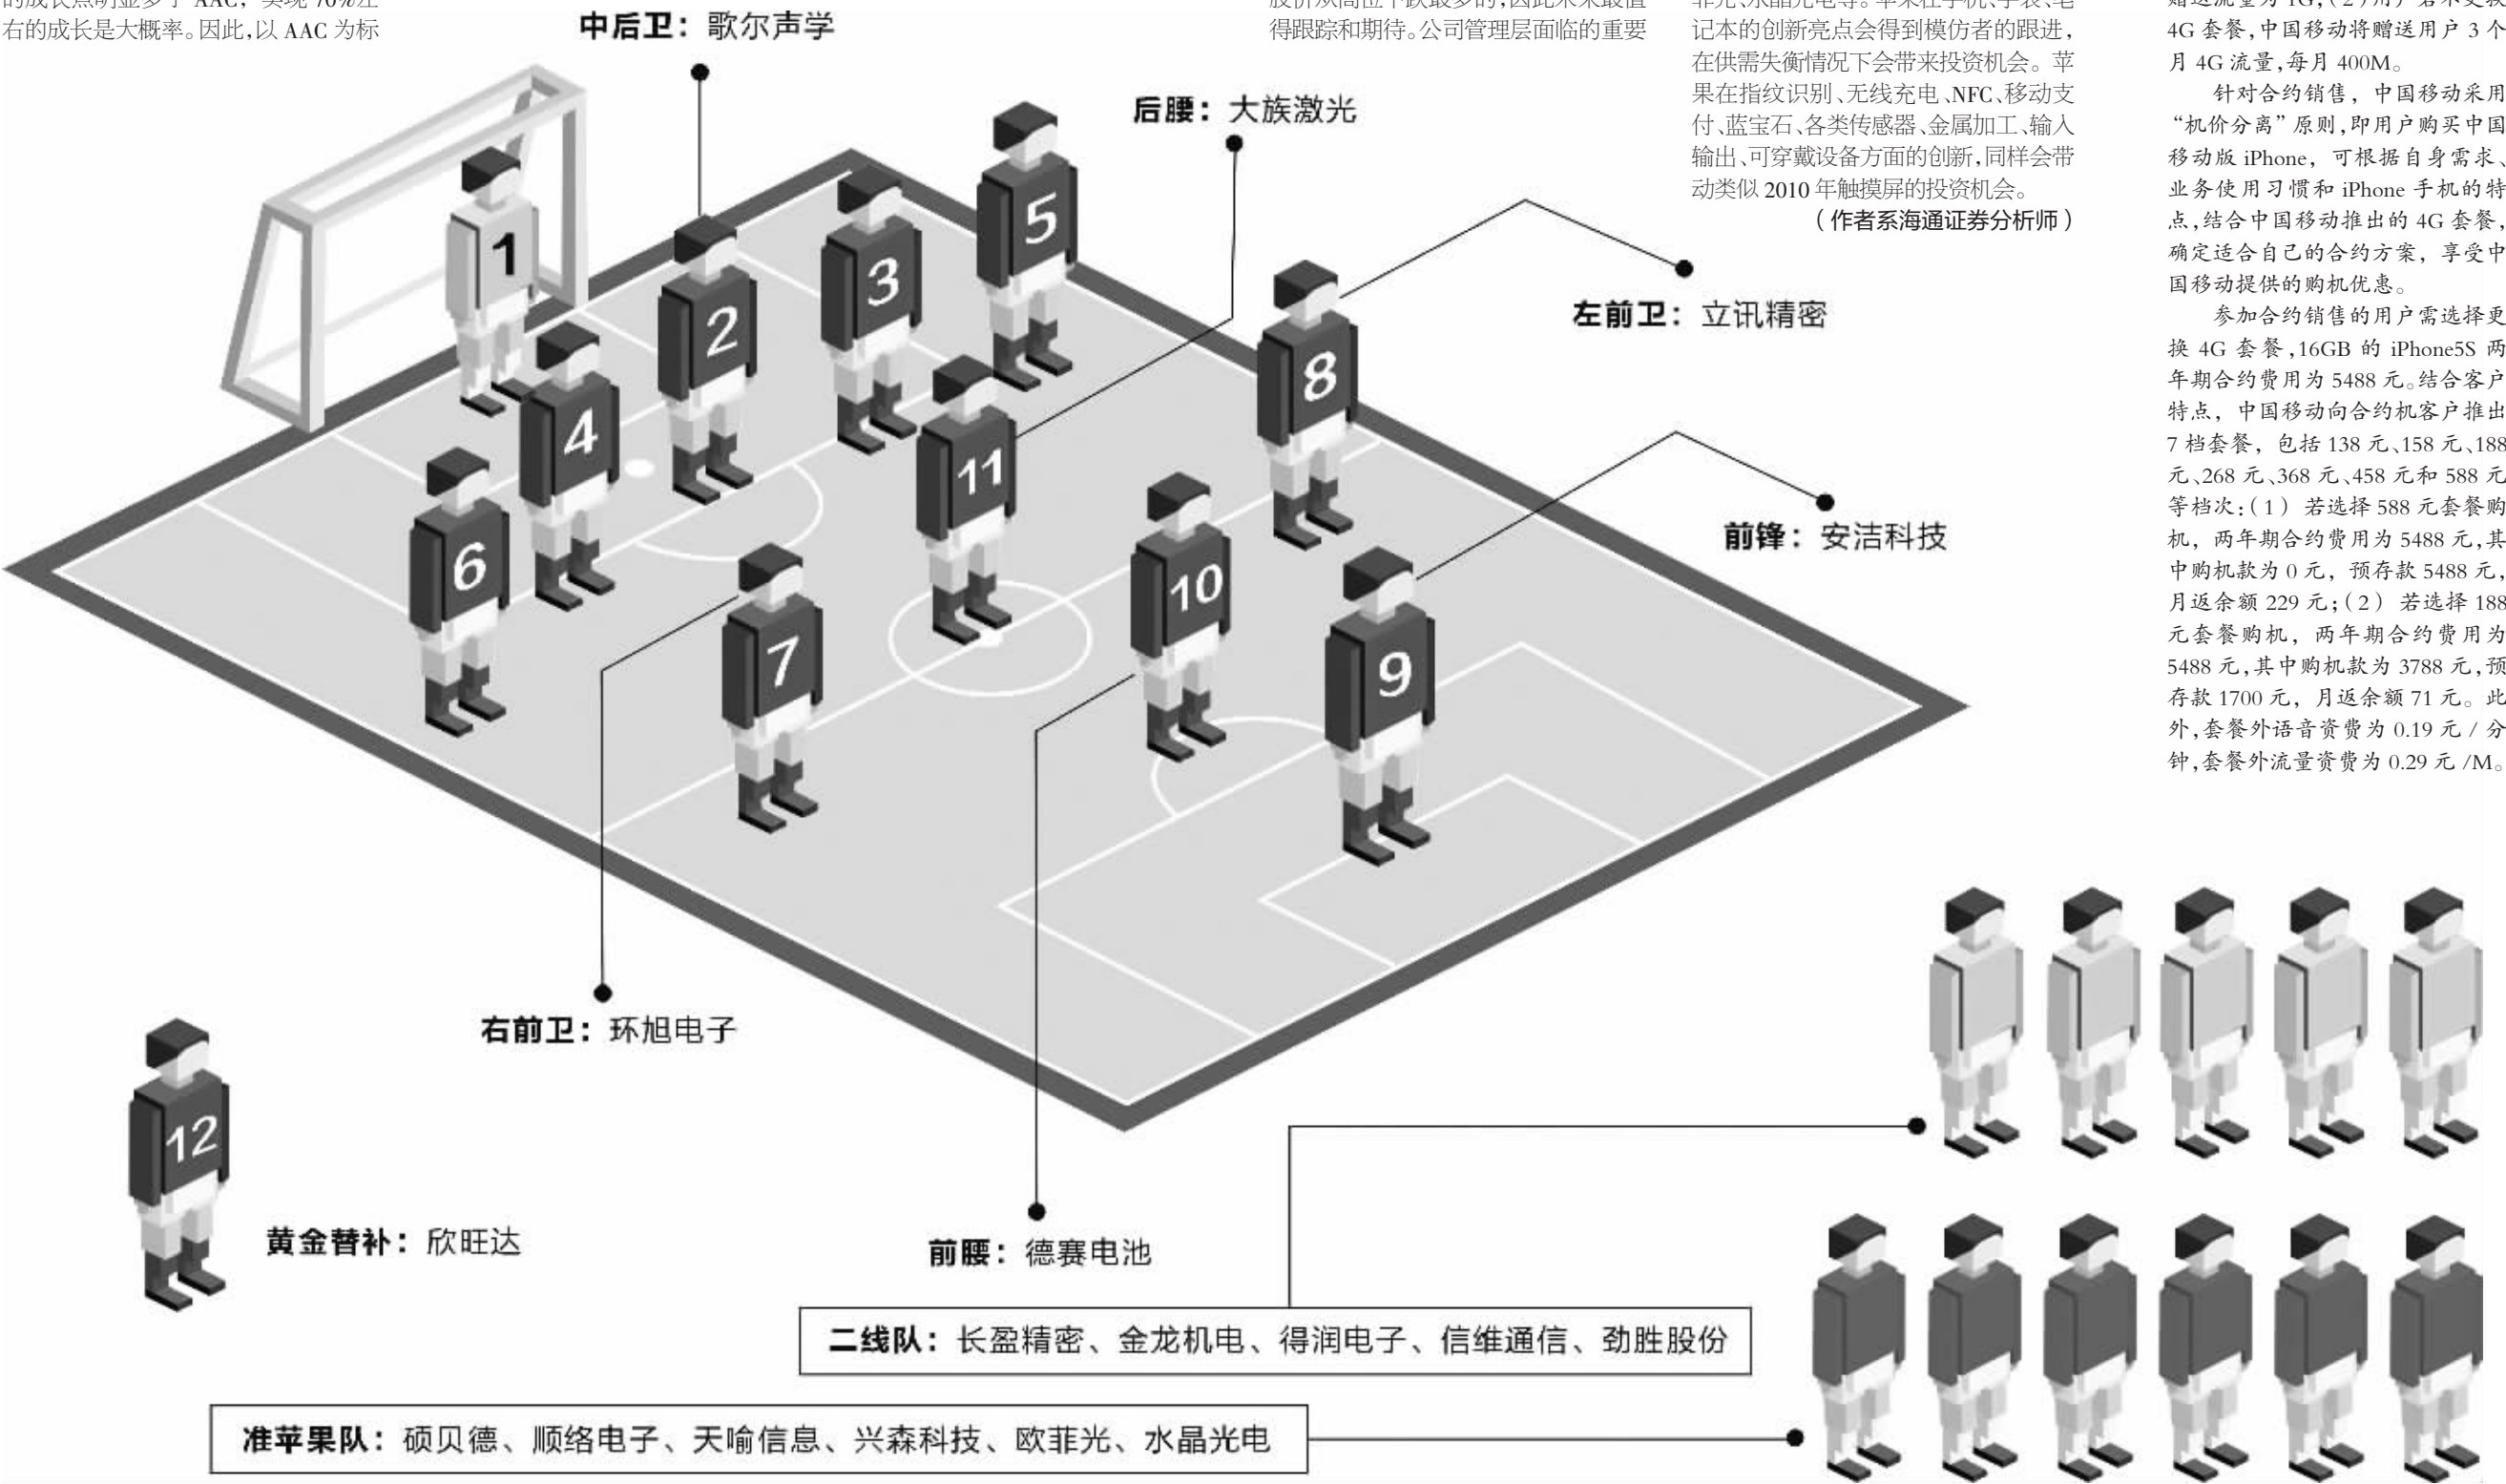 的成长点明显多于 AAC，实现 70%左
右的成长是大概率。因此，以 AAC 为标
得跟踪和期待。公司管理层面临的重要
记本的创新亮点会得到模仿者的跟进，
在供需失衡情况下会带来投资机会。苹
果在指纹识别、无线充电、NFC、移动支
付、蓝宝石、各类传感器、金属加工、输入
输出、可穿戴设备方面的创新，同样会带
动类似 2010 年触摸屏的投资机会。
（作者系海通证券分析师）
4G 套餐，中国移动将赠送用户 3 个
月 4G 流量，每月 400M。
针对合约销售，中国移动采用
“机价分离”原则，即用户购买中国
移动版 iPhone，可根据自身需求、
业务使用习惯和 iPhone 手机的特
点，结合中国移动推出的 4G 套餐，
确定适合自己的合约方案，享受中
国移动提供的购机优惠。
参加合约销售的用户需选择更
换 4G 套餐，16GB 的 iPhone5S 两
年期合约费用为 5488 元。结合客户
特点，中国移动向合约机客户推出
7 档套餐，包括 138 元、158 元、188
元、268 元、368 元、458 元和 588 元
等档次：（1）若选择 588 元套餐购
机，两年期合约费用为 5488 元，其
中购机款为 0 元，预存款 5488 元，
月返余额 229 元；（2）若选择 188
元套餐购机，两年期合约费用为
5488 元，其中购机款为 3788 元，预
存款 1700 元，月返余额 71 元。此
外，套餐外语音资费为 0.19 元 / 分
钟，套餐外流量资费为 0.29 元 /M。
中后卫：歌尔声学
后腰：大族激光
左前卫：立讯精密
前锋：安洁科技
1
2
3
5
4
8
11
6
10
7
9
右前卫：环旭电子
12
黄金替补：欣旺达
前腰：德赛电池
二线队：长盈精密、金龙机电、得润电子、信维通信、劲胜股份
准苹果队：硕贝德、顺络电子、天喻信息、兴森科技、欧菲光、水晶光电